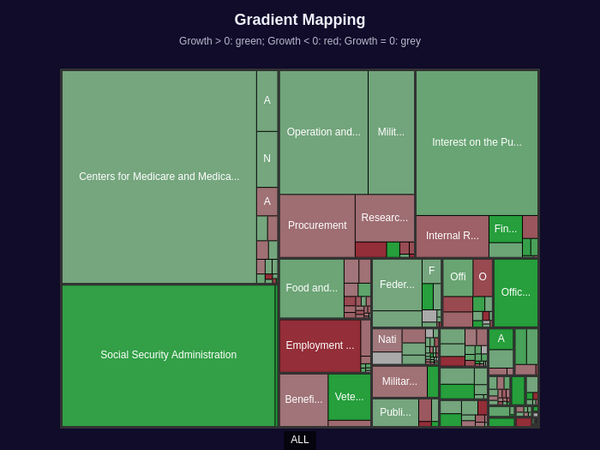 Gradient Mapping
Growth > 0: green; Growth < 0: red; Growth = 0: grey
Centers for Medicare and Medica...
A
N
A
Operation and...
Milit...
Interest on the Pu...
Procurement
Researc...
Internal R...
Fin...
Social Security Administration
Food and...
Feder...
F
Offi
O
Offic...
Employment ...
Nati
A
Benefi...
Vete...
Militar...
Publi...
ALL